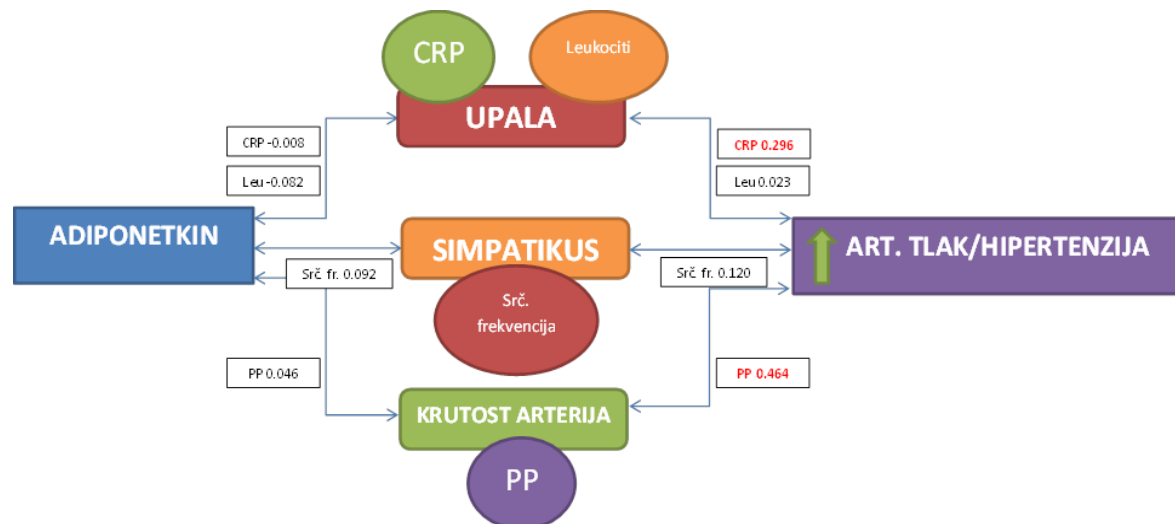 CRP
Leukociti
UPALA
CRP -0.008
Leu -0.082
CRP 0.296
Leu 0.023
ADIPONETKIN
SIMPATIKUS
ART. TLAK/HIPERTENZIJA
Srč. fr. 0.092
Srč. fr. 0.120
Srč.
frekvencija
PP 0.046
PP 0.464
KRUTOST ARTERIJA
PP